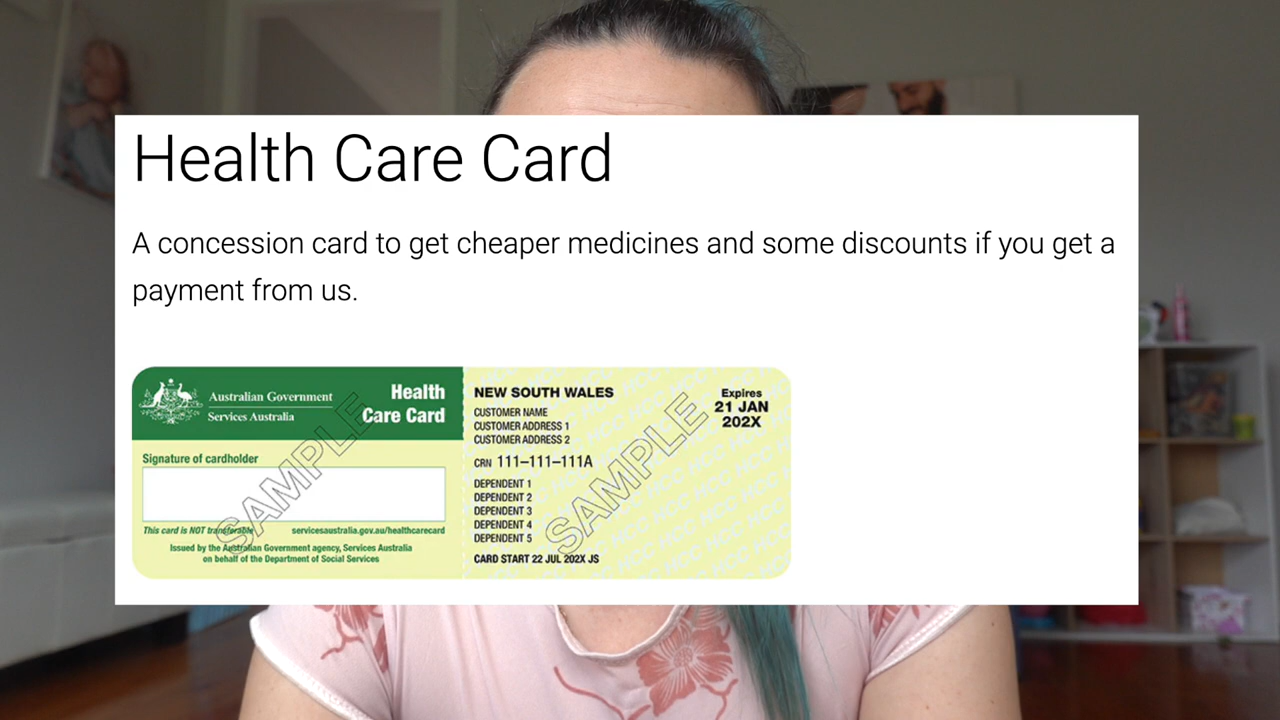 Health Care Card
A concession card to get cheaper medicines and some discounts if you get a
payment from us.
Australian Government
Services Australia
Health
Care Card
Signature of cardholder
This card is NOT transferable
servicesaustralia.gov.au/healthcarecard
Issued by the Australian Government agency, Services Australia
on behalf of the Department of Social Services
SAMPLE
NEW SOUTH WALES
CUSTOMER NAME
CUSTOMER ADDRESS 1
CUSTOMER ADDRESS 2
CRN 111–111–111A
DEPENDENT 1
DEPENDENT 2
DEPENDENT 3
DEPENDENT 4
DEPENDENT 5
CARD START 22 JUL 202X JS
Expires
21 JAN
202X
SAMPLE